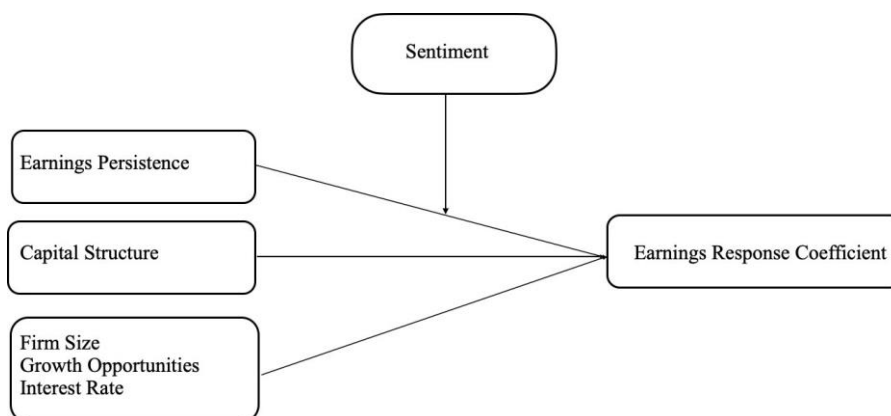 Sentiment
Earnings Persistence
Capital Structure
Earnings Response Coefficient
Firm Size
Growth Opportunities
Interest Rate